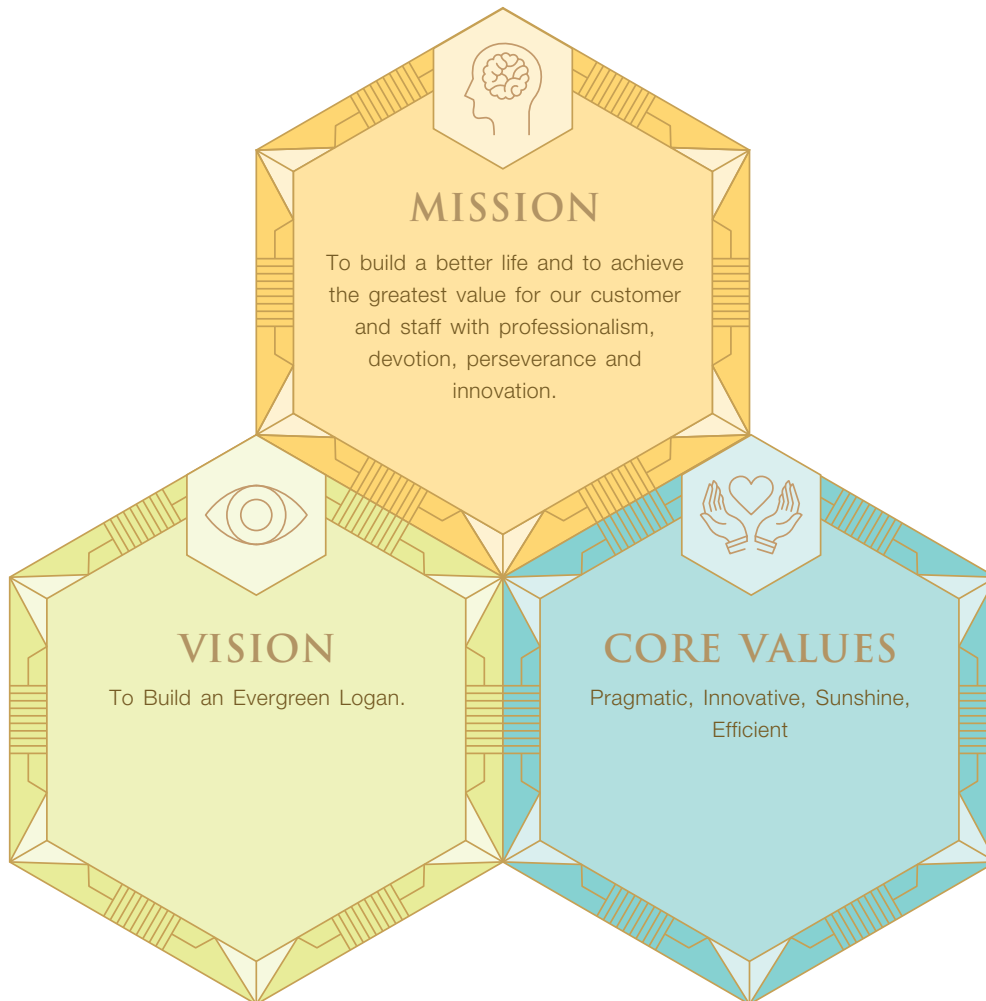 MISSION
To build a better life and to achieve
the greatest value for our customer
and staff with professionalism,
devotion, perseverance and
innovation.
VISION
To Build an Evergreen Logan.
CORE VALUES
Pragmatic, Innovative, Sunshine,
Efficient